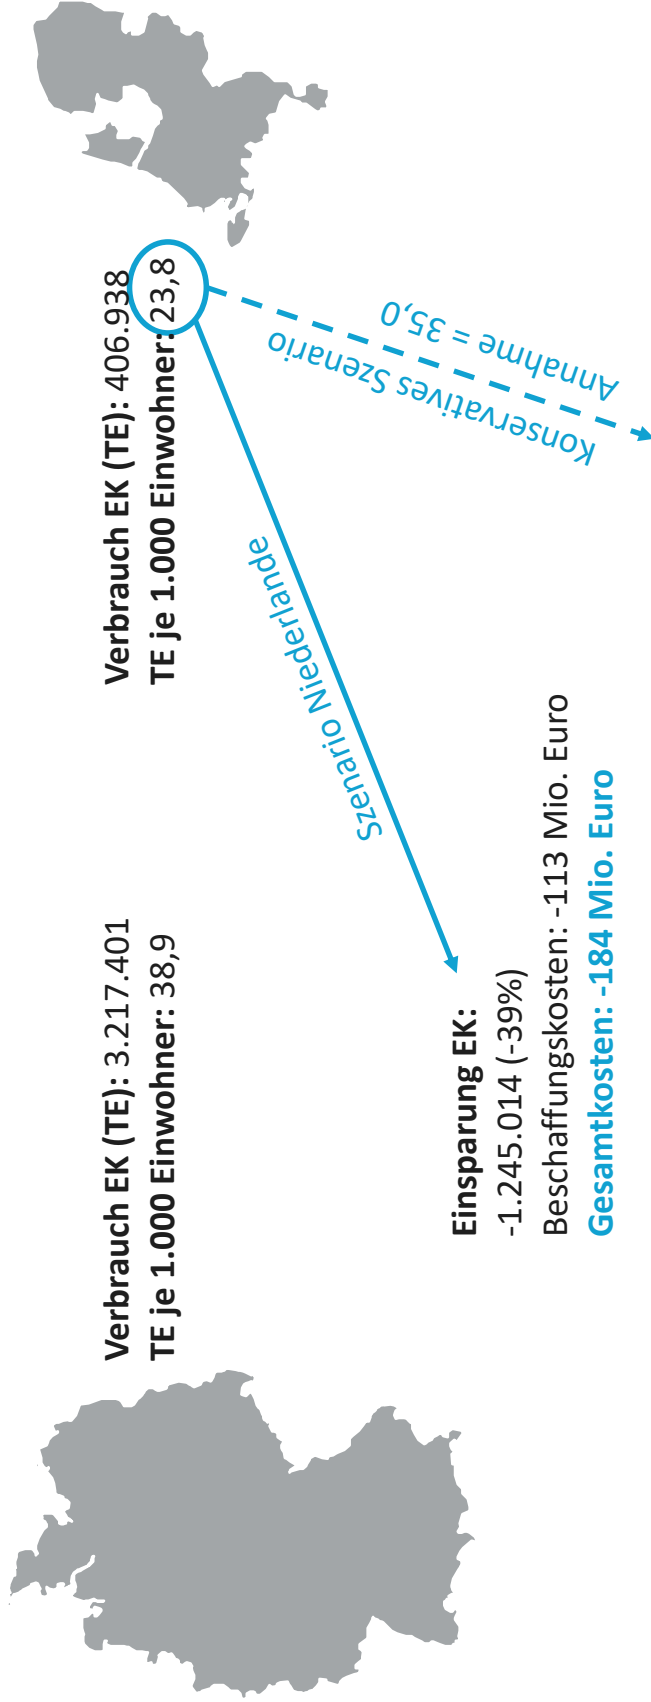 Verbrauch EK (TE): 3.217.401
TE je 1.000 Einwohner: 38,9
Verbrauch EK (TE): 406.938
TE je 1.000 Einwohner: 23,8
Szenario Niederlande
Konservatives Szenario
Annahme = 35,0
Einsparung EK:
-1.245.014 (-39%)
Beschaffungskosten: -113 Mio. Euro
Gesamtkosten: -184 Mio. Euro